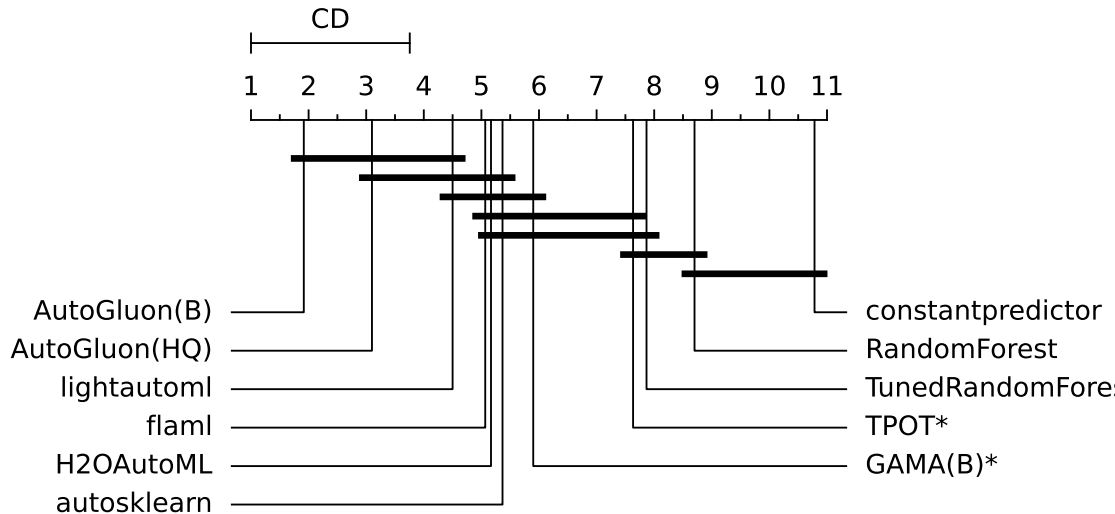 CD
1 2 3 4 5 6 7 8 9 10 11
AutoGluon(B)
AutoGluon(HQ)
lightautoml
flaml
H2OAutoML
autosklearn
constantpredictor
RandomForest
TunedRandomFores
TPOT*
GAMA(B)*